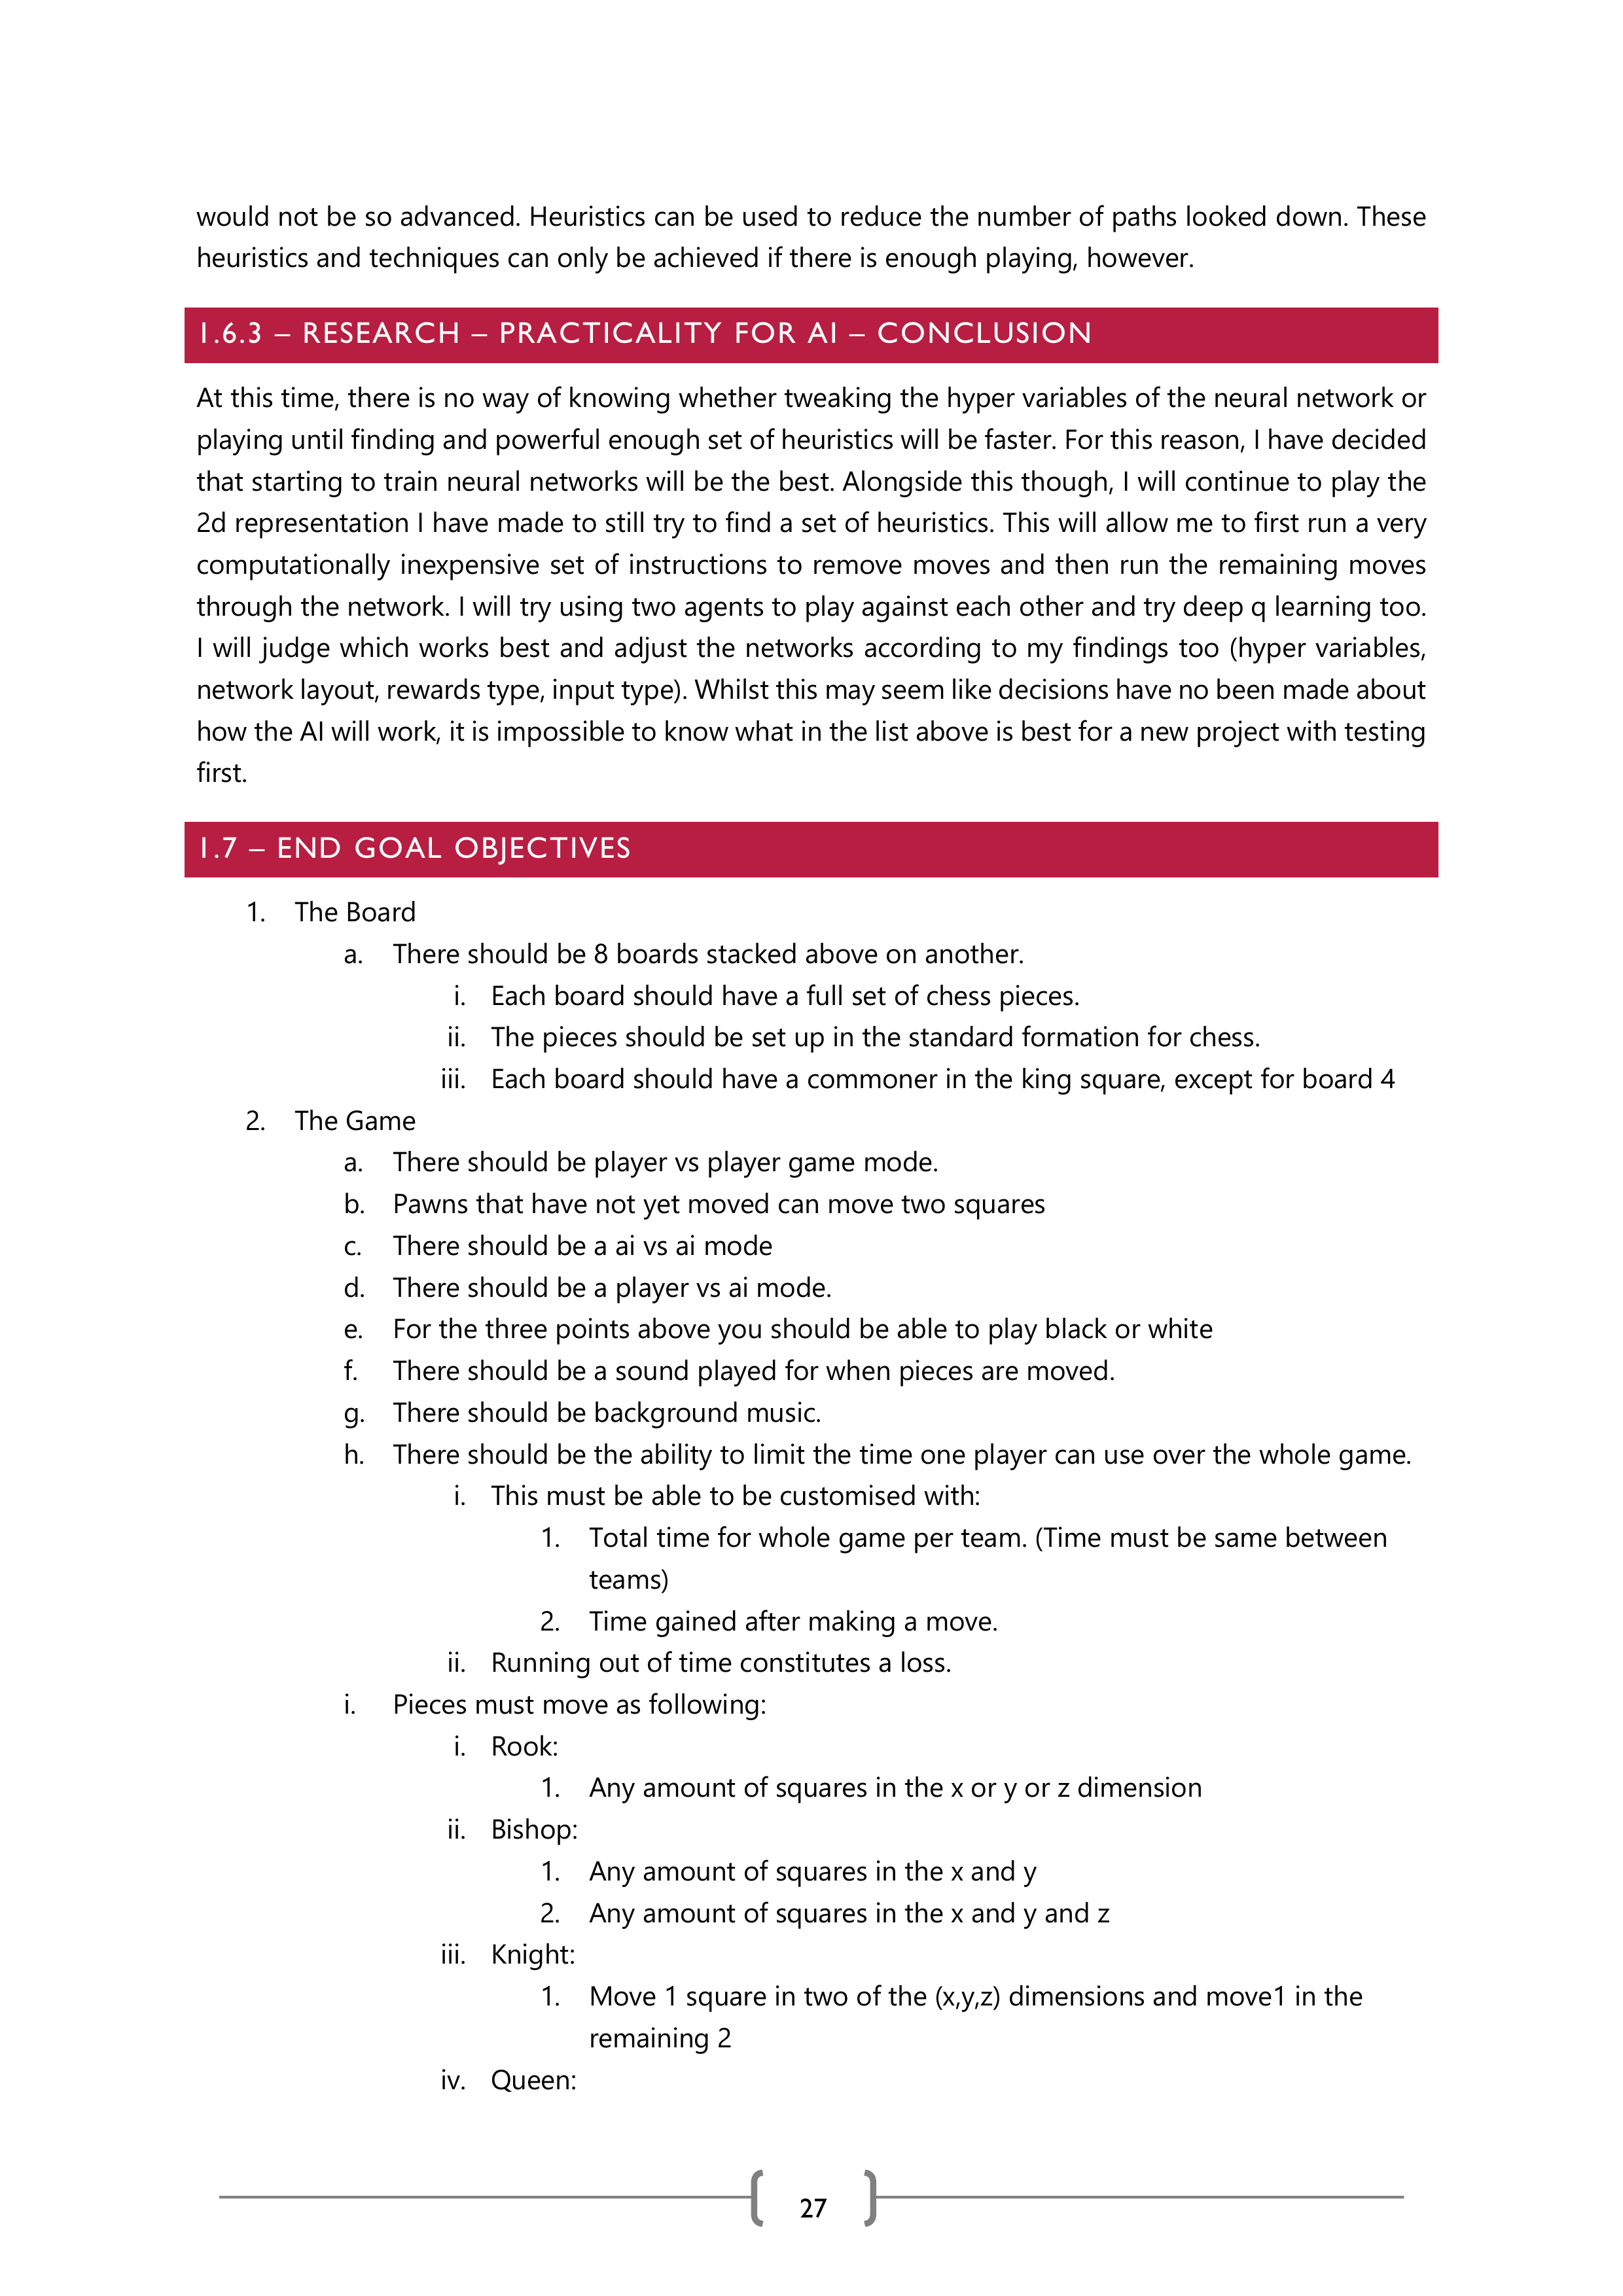 would not be so advanced. Heuristics can be used to reduce the number of paths looked down. These
heuristics and techniques can only be achieved if there is enough playing, however.
1.6.3 – RESEARCH – PRACTICALITY FOR AI – CONCLUSION
At this time, there is no way of knowing whether tweaking the hyper variables of the neural network or
playing until finding and powerful enough set of heuristics will be faster. For this reason, I have decided
that starting to train neural networks will be the best. Alongside this though, I will continue to play the
2d representation I have made to still try to find a set of heuristics. This will allow me to first run a very
computationally inexpensive set of instructions to remove moves and then run the remaining moves
through the network. I will try using two agents to play against each other and try deep q learning too.
I will judge which works best and adjust the networks according to my findings too (hyper variables,
network layout, rewards type, input type). Whilst this may seem like decisions have no been made about
how the AI will work, it is impossible to know what in the list above is best for a new project with testing
first.
1.7 – END GOAL OBJECTIVES
1. The Board
a. There should be 8 boards stacked above on another.
i. Each board should have a full set of chess pieces.
ii. The pieces should be set up in the standard formation for chess.
iii. Each board should have a commoner in the king square, except for board 4
2. The Game
a. There should be player vs player game mode.
b. Pawns that have not yet moved can move two squares
c. There should be a ai vs ai mode
d. There should be a player vs ai mode.
e. For the three points above you should be able to play black or white
f. There should be a sound played for when pieces are moved.
g. There should be background music.
h. There should be the ability to limit the time one player can use over the whole game.
i. This must be able to be customised with:
1. Total time for whole game per team. (Time must be same between
teams)
2. Time gained after making a move.
ii. Running out of time constitutes a loss.
i. Pieces must move as following:
i. Rook:
1. Any amount of squares in the x or y or z dimension
ii. Bishop:
1. Any amount of squares in the x and y
2. Any amount of squares in the x and y and z
iii. Knight:
1. Move 1 square in two of the (x,y,z) dimensions and move1 in the
remaining 2
iv. Queen:
27